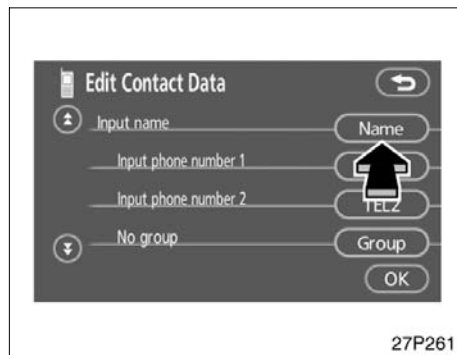 Edit Contact Data
Input name Name
Input phone number 1
Input phone number 2 TEL2
No group Group
OK
27P261